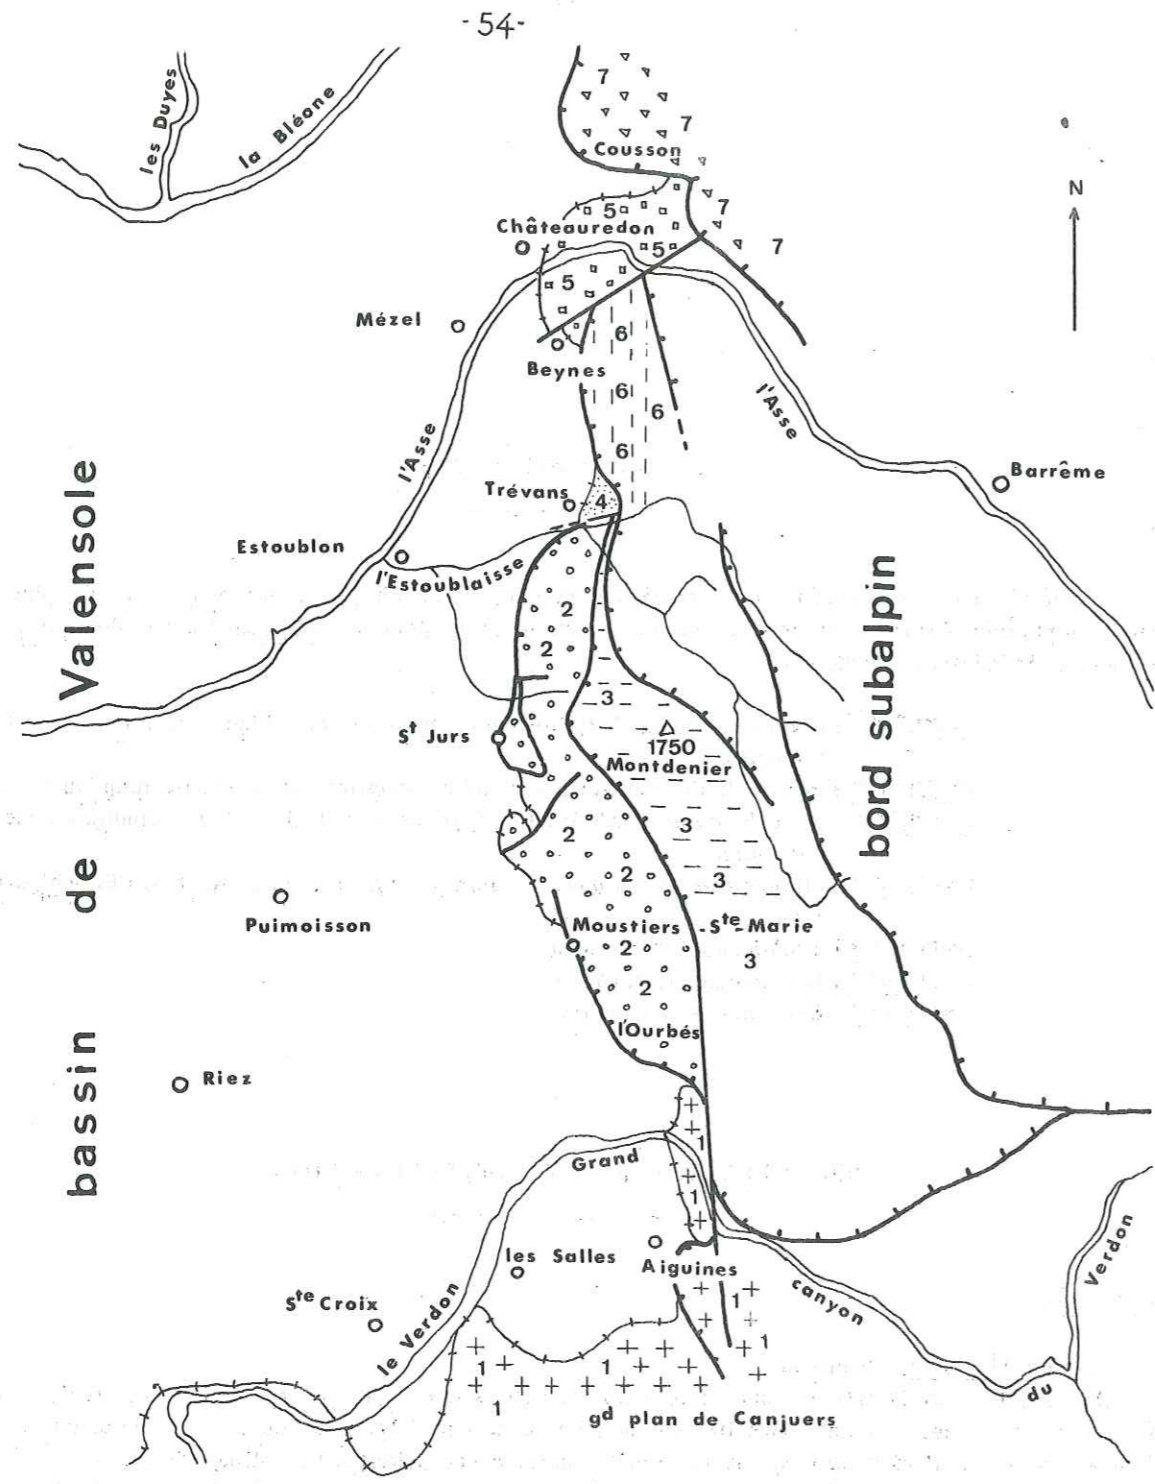 - 54 -
7
les Duyes
la Bléone
7
Cousson
N
7
5
Châteauredon
5
7
5
Mézel
6
Beynes
6
6
l'Asse
l'Asse
6
Barrême
Trévans
4
Estoublon
l'Estoublaisse
2
2
3
St Jurs
1750
Montdenier
3
2
2
3
Puimoisson
Moustiers - Ste - Marie
2
3
2
l'Ourbés
Riez
1
Grand
1
les Salles
Aiguines
Ste Croix
le Verdon
canyon
Verdon
1
1
1
1
1
du
gd plan de Canjuers
bassin de Valensole
bord subalpin